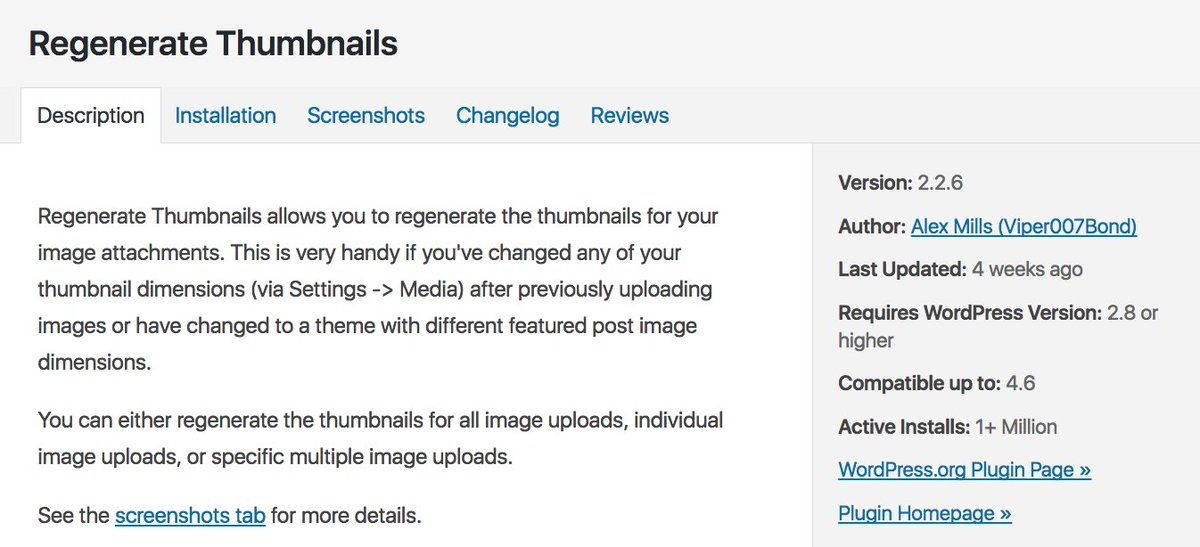 Regenerate Thumbnails
Description Installation Screenshots Changelog Reviews
Regenerate Thumbnails allows you to regenerate the thumbnails for your
image attachments. This is very handy if you've changed any of your
thumbnail dimensions (via Settings -> Media) after previously uploading
images or have changed to a theme with different featured post image
dimensions.
You can either regenerate the thumbnails for all image uploads, individual
image uploads, or specific multiple image uploads.
See the screenshots tab for more details.
Version: 2.2.6
Author: Alex Mills (Viper007Bond)
Last Updated: 4 weeks ago
Requires WordPress Version: 2.8 or
higher
Compatible up to: 4.6
Active Installs: 1+ Million
WordPress.org Plugin Page »
Plugin Homepage »